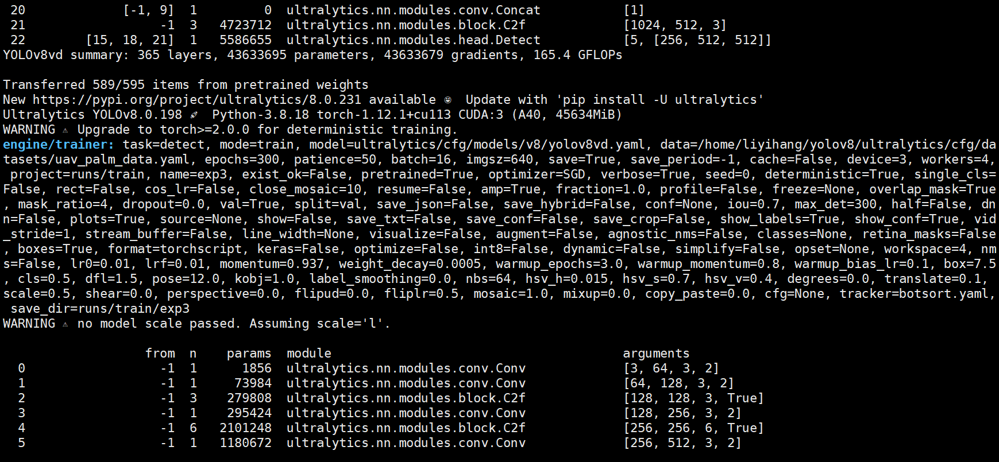 20 [-1, 9] 1 0 ultralytics.nn.modules.conv.Concat [1]
21 -1 3 4723712 ultralytics.nn.modules.block.C2f [1024, 512, 3]
22 [15, 18, 21] 1 5586655 ultralytics.nn.modules.head.Detect [5, [256, 512, 512]]
YOLOv8vd summary: 365 layers, 43633695 parameters, 43633679 gradients, 165.4 GFLOPs
Transferred 589/595 items from pretrained weights
New https://pypi.org/project/ultralytics/8.0.231 available 😃 Update with 'pip install -U ultralytics'
Ultralytics YOLOv8.0.198 🚀 Python-3.8.18 torch-1.12.1+cu113 CUDA:3 (A40, 45634MiB)
WARNING ⚠ Upgrade to torch>=2.0.0 for deterministic training.
engine/trainer: task=detect, mode=train, model=ultralytics/cfg/models/v8/yolov8vd.yaml, data=/home/liyihang/yolov8/ultralytics/cfg/da
tasets/uav_palm_data.yaml, epochs=300, patience=50, batch=16, imgsz=640, save=True, save_period=-1, cache=False, device=3, workers=4,
project=runs/train, name=exp3, exist_ok=False, pretrained=True, optimizer=SGD, verbose=True, seed=0, deterministic=True, single_cls=
False, rect=False, cos_lr=False, close_mosaic=10, resume=False, amp=True, fraction=1.0, profile=False, freeze=None, overlap_mask=True
, mask_ratio=4, dropout=0.0, val=True, split=val, save_json=False, save_hybrid=False, conf=None, iou=0.7, max_det=300, half=False, dn
n=False, plots=True, source=None, show=False, save_txt=False, save_conf=False, save_crop=False, show_labels=True, show_conf=True, vid
_stride=1, stream_buffer=False, line_width=None, visualize=False, augment=False, agnostic_nms=False, classes=None, retina_masks=False
, boxes=True, format=torchscript, keras=False, optimize=False, int8=False, dynamic=False, simplify=False, opset=None, workspace=4, nm
s=False, lr0=0.01, lrf=0.01, momentum=0.937, weight_decay=0.0005, warmup_epochs=3.0, warmup_momentum=0.8, warmup_bias_lr=0.1, box=7.5
, cls=0.5, dfl=1.5, pose=12.0, kobj=1.0, label_smoothing=0.0, nbs=64, hsv_h=0.015, hsv_s=0.7, hsv_v=0.4, degrees=0.0, translate=0.1,
scale=0.5, shear=0.0, perspective=0.0, flipud=0.0, fliplr=0.5, mosaic=1.0, mixup=0.0, copy_paste=0.0, cfg=None, tracker=botsort.yaml,
save_dir=runs/train/exp3
WARNING ⚠ no model scale passed. Assuming scale='l'.
from n params module arguments
0 -1 1 1856 ultralytics.nn.modules.conv.Conv [3, 64, 3, 2]
1 -1 1 73984 ultralytics.nn.modules.conv.Conv [64, 128, 3, 2]
2 -1 3 279808 ultralytics.nn.modules.block.C2f [128, 128, 3, True]
3 -1 1 295424 ultralytics.nn.modules.conv.Conv [128, 256, 3, 2]
4 -1 6 2101248 ultralytics.nn.modules.block.C2f [256, 256, 6, True]
5 -1 1 1180672 ultralytics.nn.modules.conv.Conv [256, 512, 3, 2]